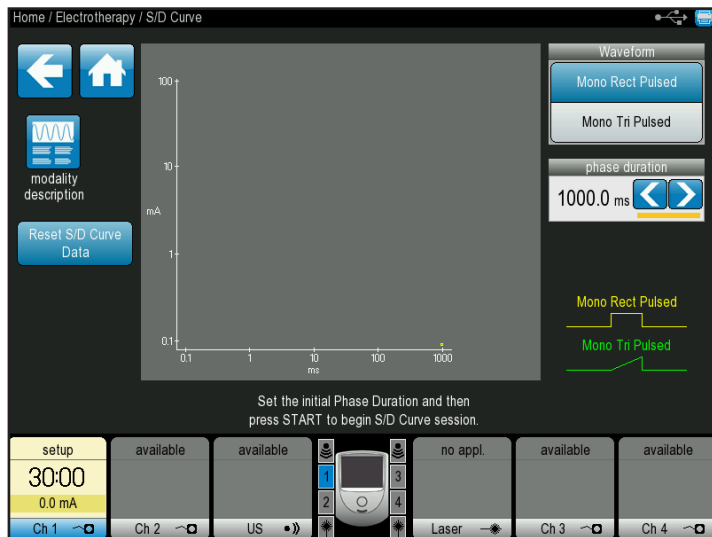 Home / Electrotherapy / S/D Curve
Waveform
Mono Rect Pulsed
Mono Tri Pulsed
phase duration
1000.0 ms
modality
description
Reset S/D Curve
Data
100
10
mA
1
0.1
0.1 1 10 100 1000
ms
Mono Rect Pulsed
Mono Tri Pulsed
Set the initial Phase Duration and then
press START to begin S/D Curve session.
setup
30:00
0.0 mA
Ch 1
available
Ch 2
available
US
1
2
3
4
no appl.
Laser
available
Ch 3
available
Ch 4